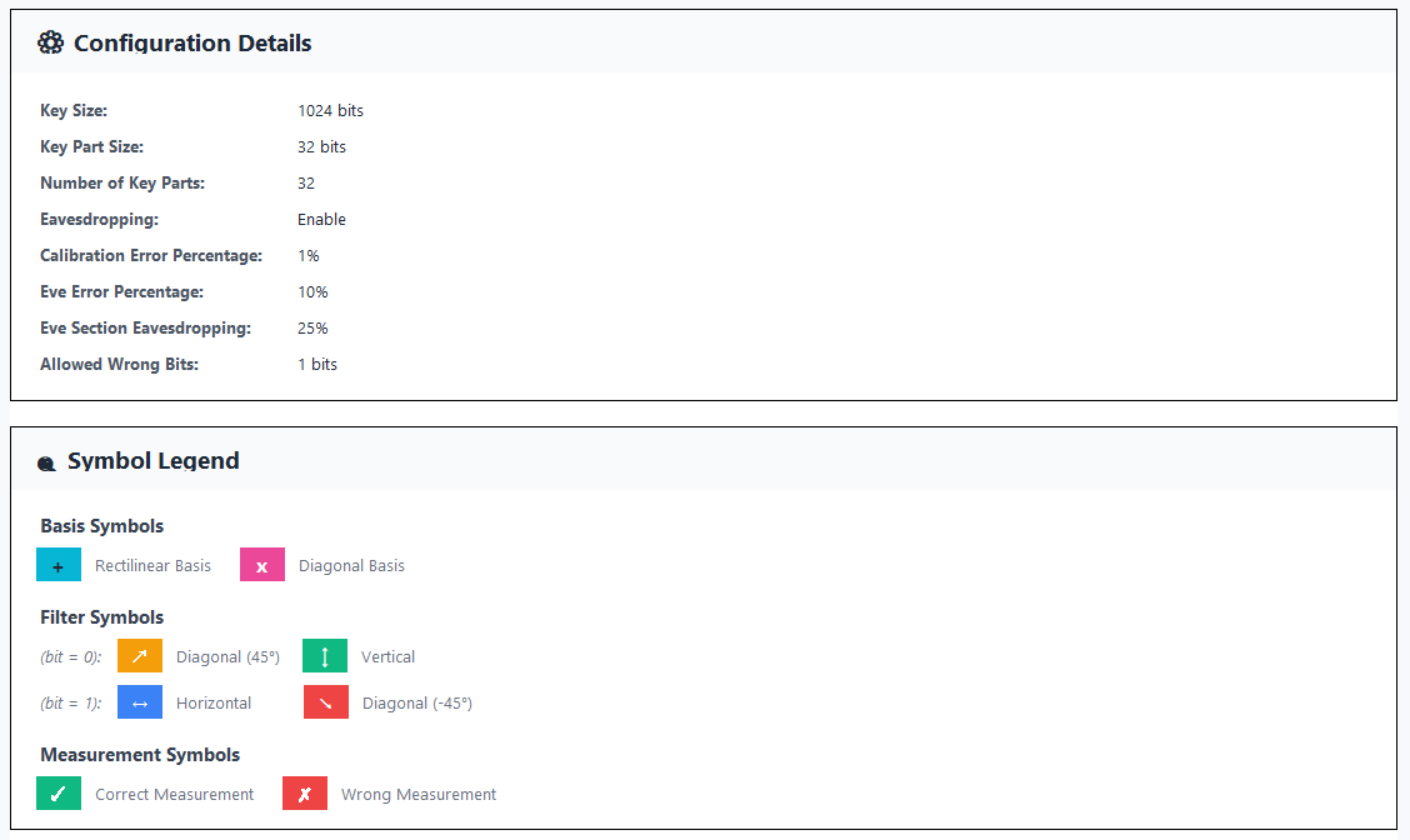 Configuration Details
Key Size: 1024 bits
Key Part Size: 32 bits
Number of Key Parts: 32
Eavesdropping: Enable
Calibration Error Percentage: 1%
Eve Error Percentage: 10%
Eve Section Eavesdropping: 25%
Allowed Wrong Bits: 1 bits
Symbol Legend
Basis Symbols
+ Rectilinear Basis x Diagonal Basis
Filter Symbols
(bit = 0): ↗ Diagonal (45°) ↕ Vertical
(bit = 1): ↔ Horizontal ↘ Diagonal (-45°)
Measurement Symbols
✓ Correct Measurement ✗ Wrong Measurement